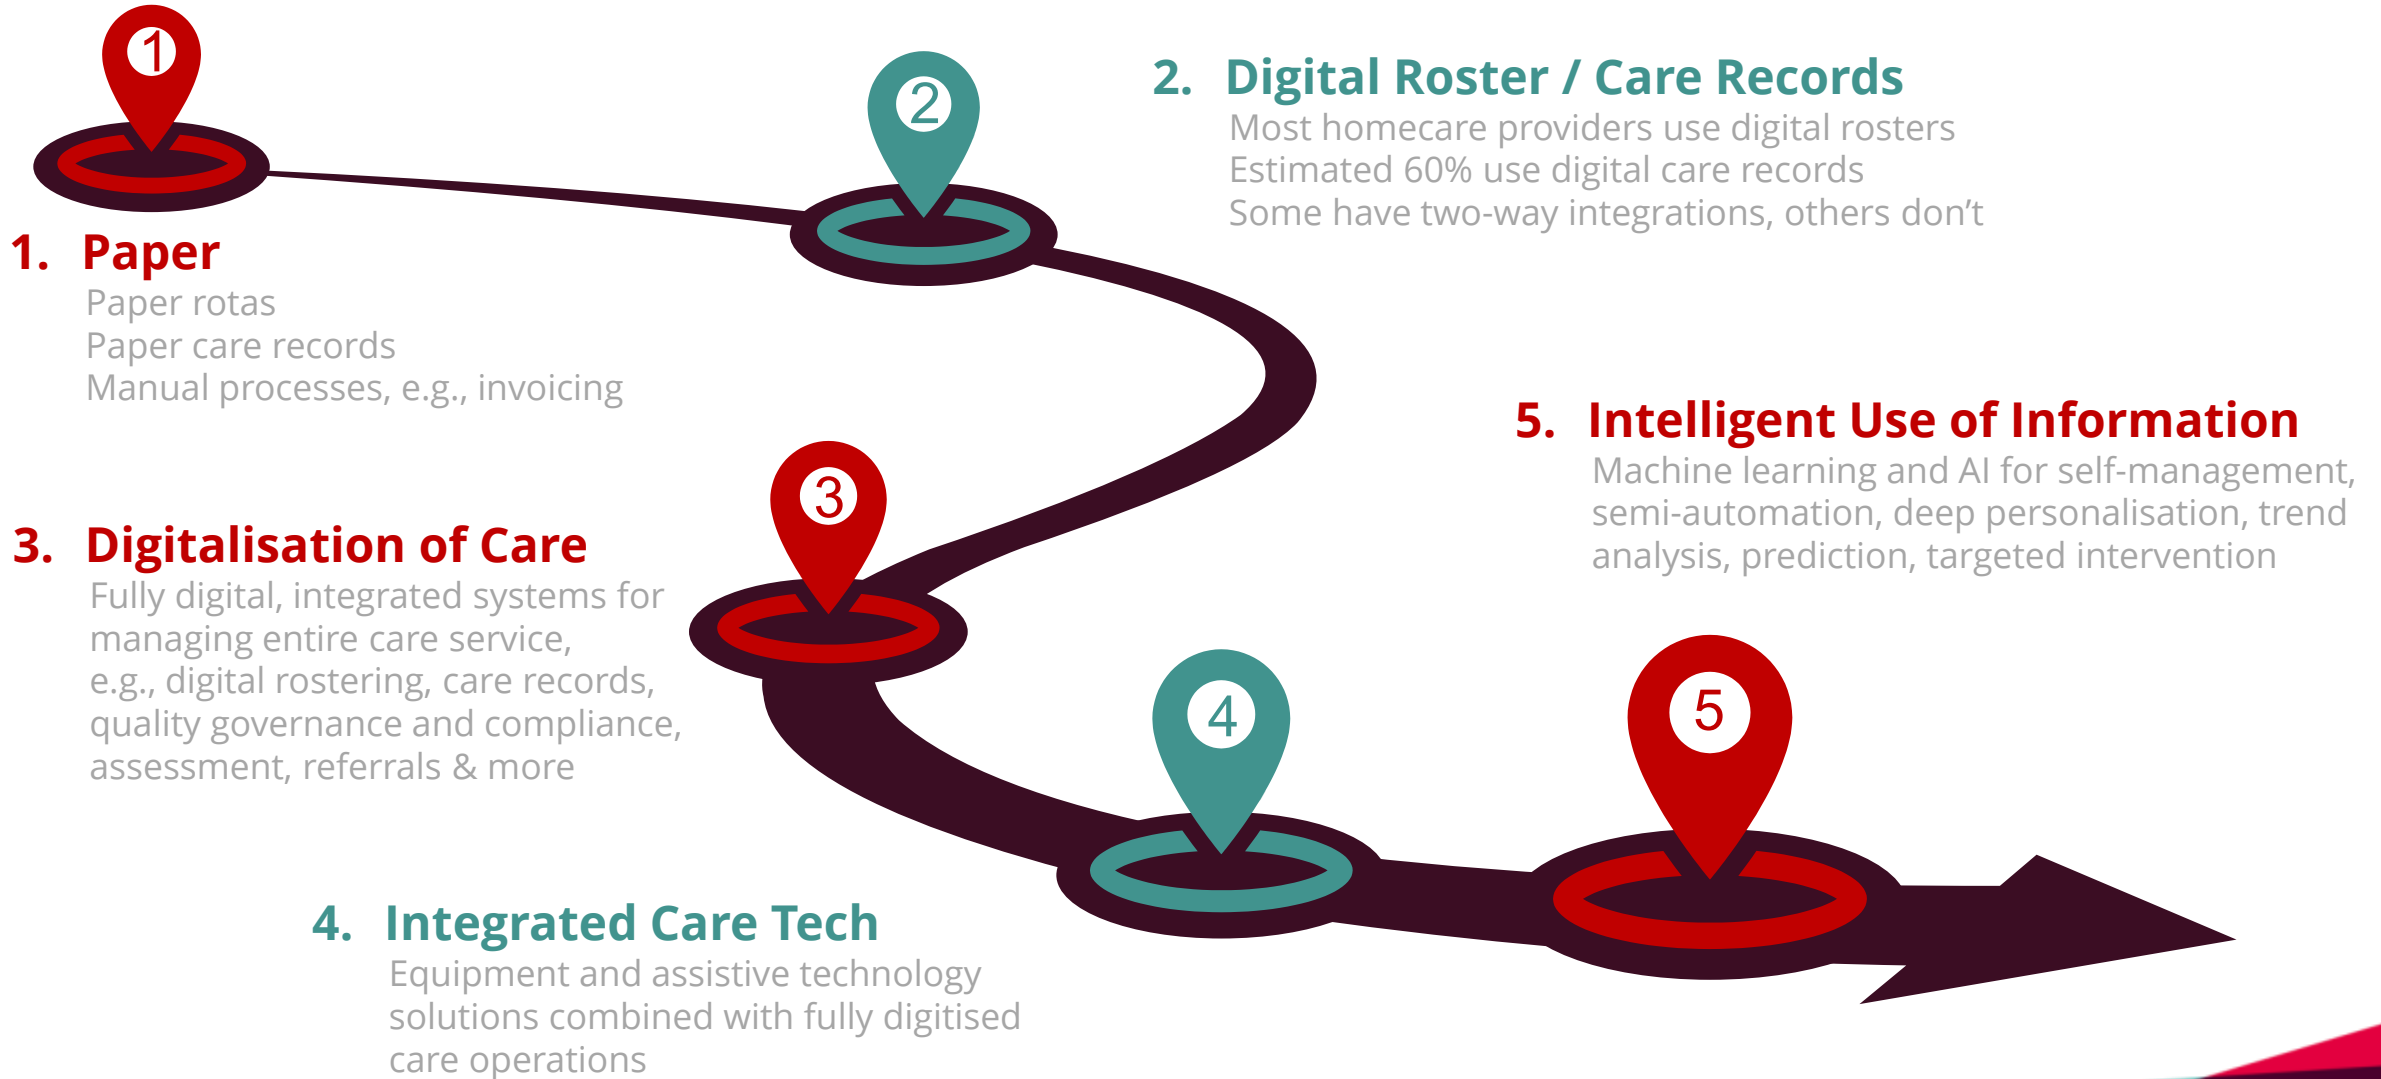 1
2
2. Digital Roster / Care Records
Most homecare providers use digital rosters
Estimated 60% use digital care records
Some have two-way integrations, others don’t
1. Paper
Paper rotas
Paper care records
Manual processes, e.g., invoicing
3
3. Digitalisation of Care
Fully digital, integrated systems for
managing entire care service,
e.g., digital rostering, care records,
quality governance and compliance,
assessment, referrals & more
5. Intelligent Use of Information
Machine learning and AI for self-management,
semi-automation, deep personalisation, trend
analysis, prediction, targeted intervention
4
5
4. Integrated Care Tech
Equipment and assistive technology
solutions combined with fully digitised
care operations